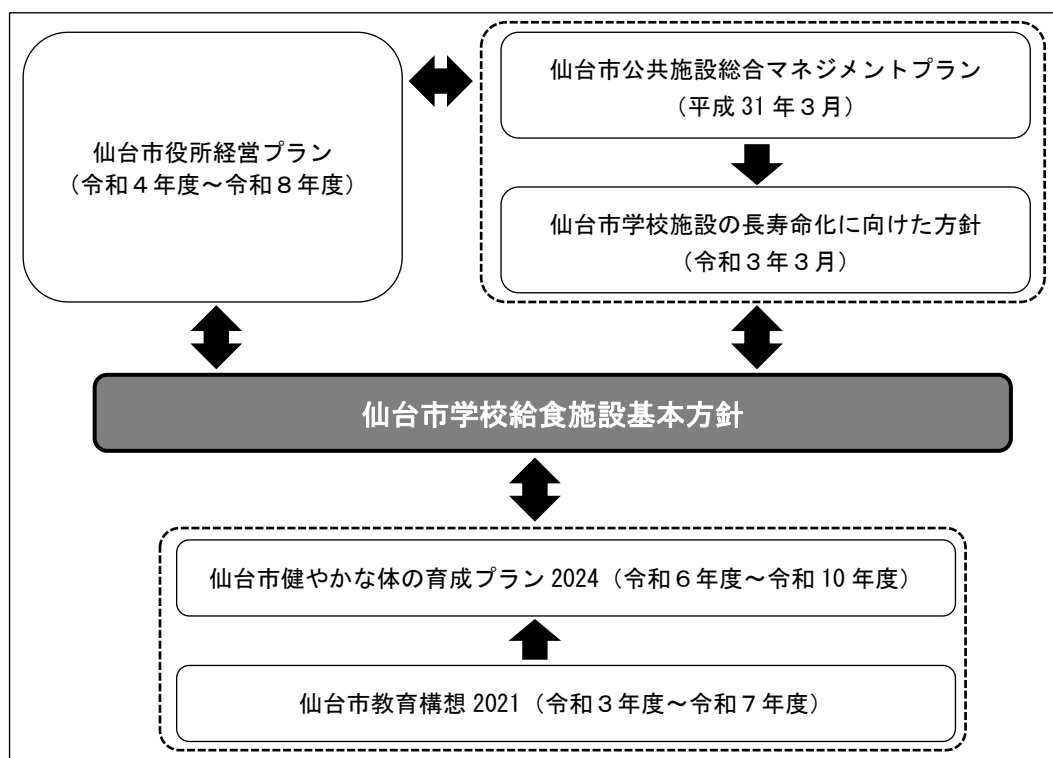 仙台市役所経営プラン
（令和４年度～令和８年度）
仙台市公共施設総合マネジメントプラン
（平成 31 年３月）
仙台市学校施設の長寿命化に向けた方針
（令和３年３月）
仙台市学校給食施設基本方針
仙台市健やかな体の育成プラン 2024（令和６年度～令和 10 年度）
仙台市教育構想 2021（令和３年度～令和７年度）